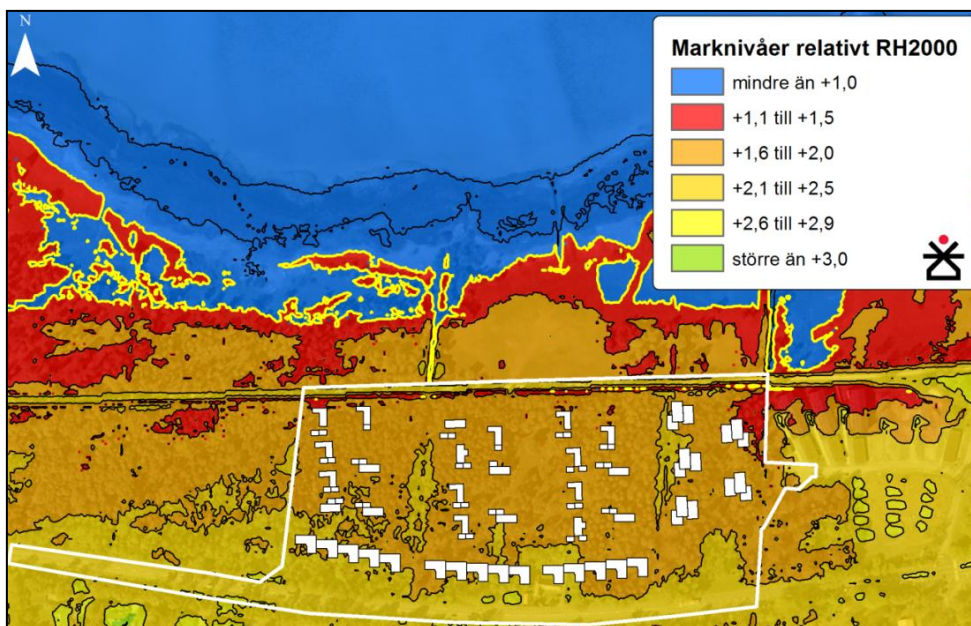 N
Marknivåer relativt RH2000
mindre än +1,0
+1,1 till +1,5
+1,6 till +2,0
+2,1 till +2,5
+2,6 till +2,9
större än +3,0